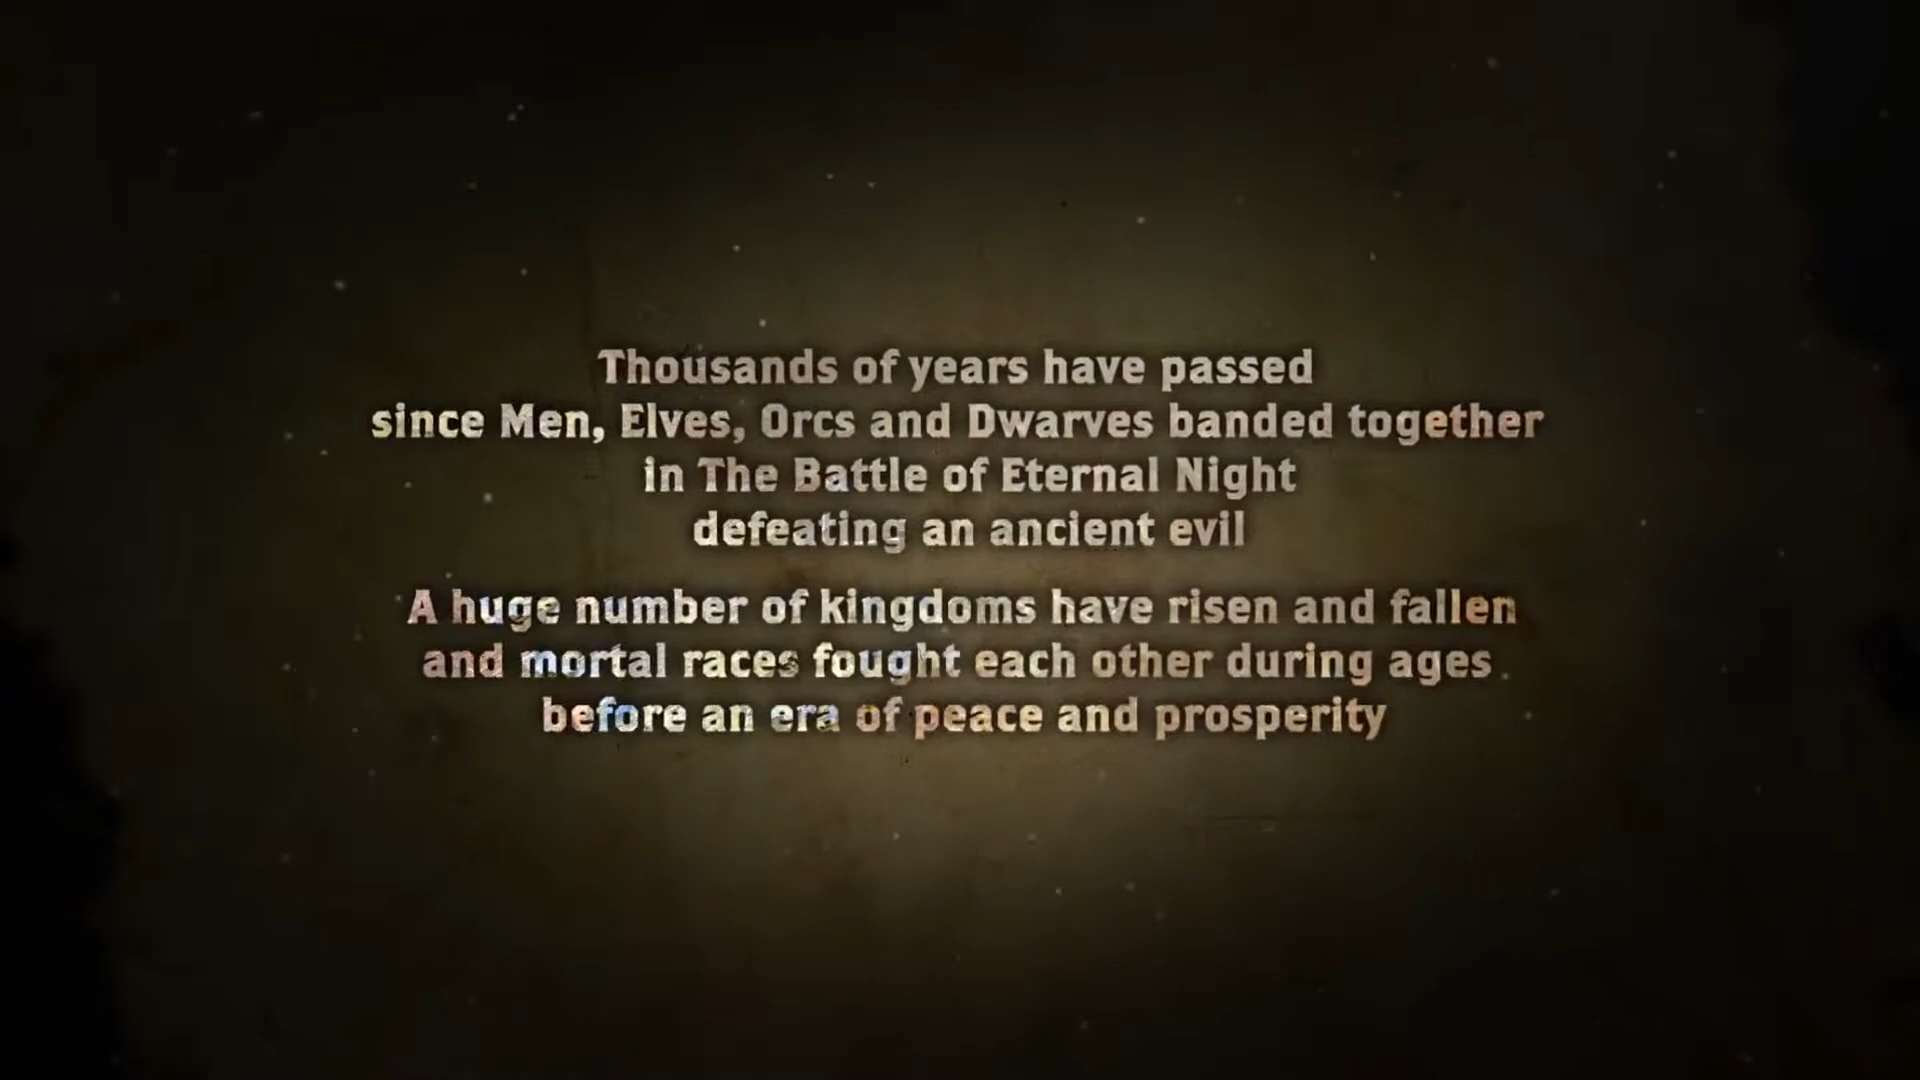 Thousands of years have passed
since Men, Elves, Orcs and Dwarves banded together
in The Battle of Eternal Night
defeating an ancient evil
A huge number of kingdoms have risen and fallen
and mortal races fought each other during ages
before an era of peace and prosperity